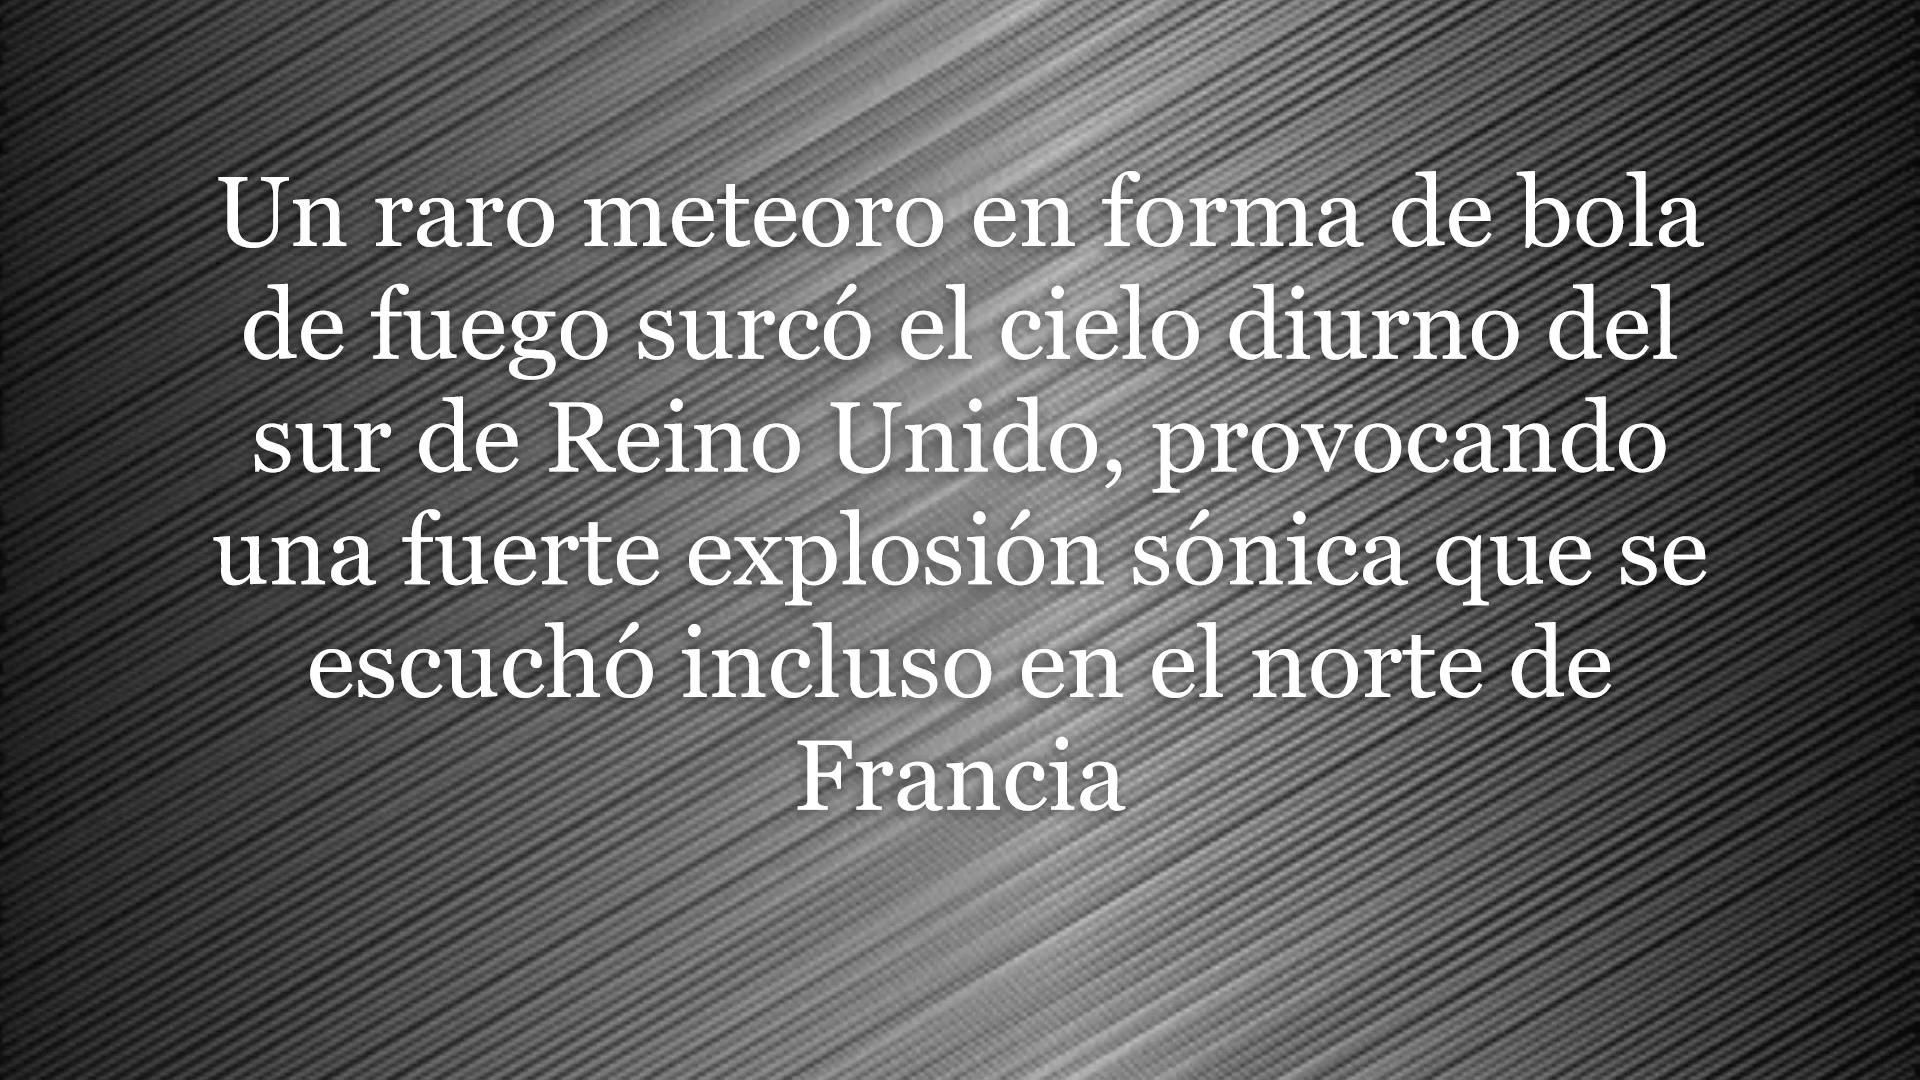 Un raro meteoro en forma de bola
de fuego surcó el cielo diurno del
sur de Reino Unido, provocando
una fuerte explosión sónica que se
escuchó incluso en el norte de
Francia